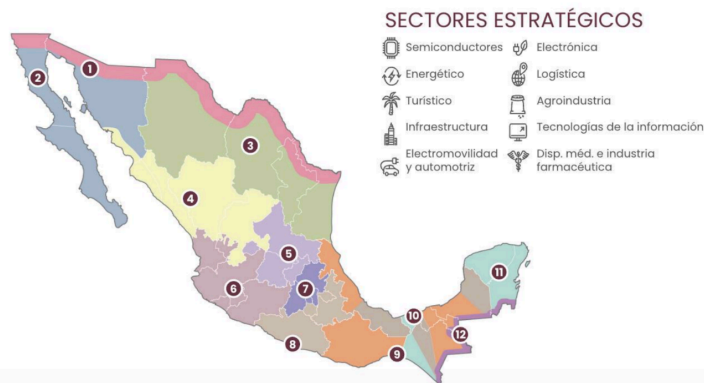 SECTORES ESTRATÉGICOS
Semiconductores
Electrónica
Energético
Logística
Turístico
Agroindustria
Infraestructura
Tecnologías de la información
Electromovilidad
y automotriz
Disp. méd. e industria
farmacéutica
1
2
3
4
5
6
7
8
9
10
11
12